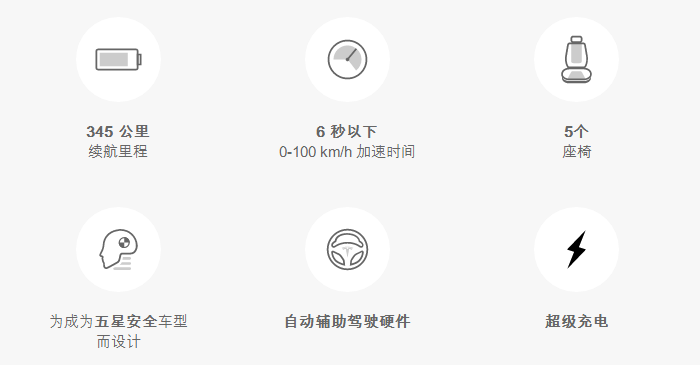 345 公里
续航里程
6 秒以下
0-100 km/h 加速时间
5个
座椅
为成为五星安全车型
而设计
自动辅助驾驶硬件
超级充电